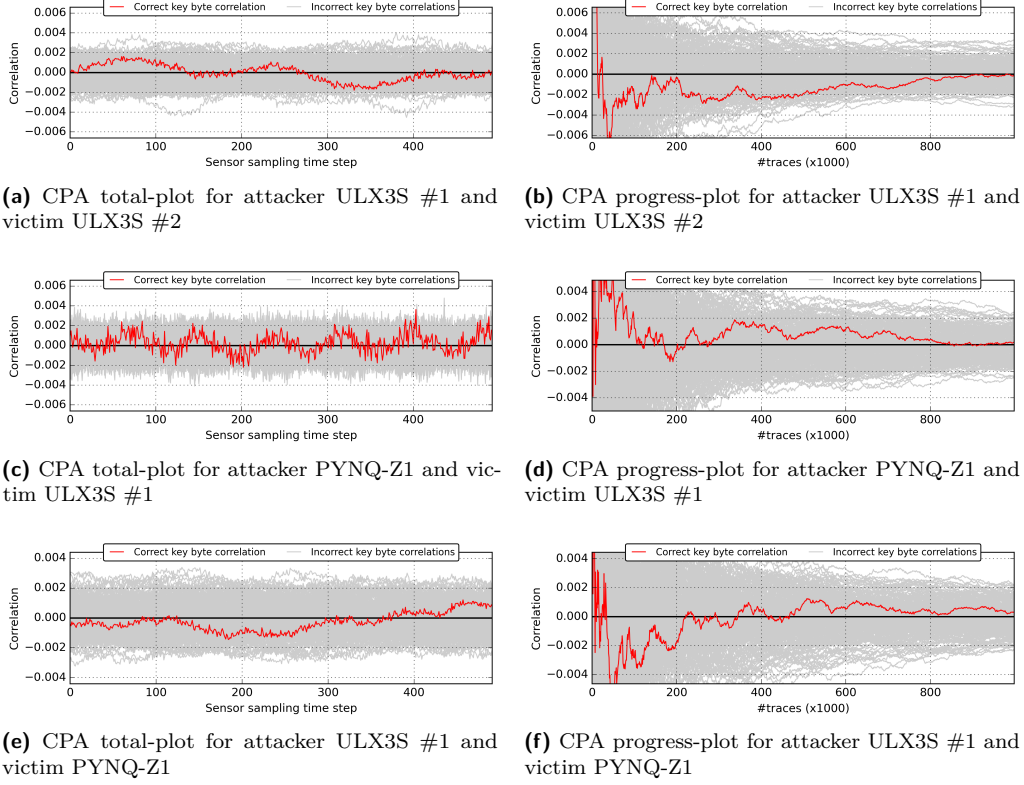 Correct key byte correlation Incorrect key byte correlations
0.006
0.004
0.002
0.000
−0.002
−0.004
−0.006
Correlation
0 100 200 300 400
Sensor sampling time step
(a) CPA total-plot for attacker ULX3S #1 and
victim ULX3S #2
Correct key byte correlation Incorrect key byte correlations
0.006
0.004
0.002
0.000
−0.002
−0.004
−0.006
Correlation
0 200 400 600 800
#traces (x1000)
(b) CPA progress-plot for attacker ULX3S #1 and
victim ULX3S #2
Correct key byte correlation Incorrect key byte correlations
0.006
0.004
0.002
0.000
−0.002
−0.004
−0.006
Correlation
0 100 200 300 400
Sensor sampling time step
(c) CPA total-plot for attacker PYNQ-Z1 and vic-
tim ULX3S #1
Correct key byte correlation Incorrect key byte correlations
0.004
0.002
0.000
−0.002
−0.004
Correlation
0 200 400 600 800
#traces (x1000)
(d) CPA progress-plot for attacker PYNQ-Z1 and
victim ULX3S #1
Correct key byte correlation Incorrect key byte correlations
0.004
0.002
0.000
−0.002
−0.004
Correlation
0 100 200 300 400
Sensor sampling time step
(e) CPA total-plot for attacker ULX3S #1 and
victim PYNQ-Z1
Correct key byte correlation Incorrect key byte correlations
0.004
0.002
0.000
−0.002
−0.004
Correlation
0 200 400 600 800
#traces (x1000)
(f) CPA progress-plot for attacker ULX3S #1 and
victim PYNQ-Z1